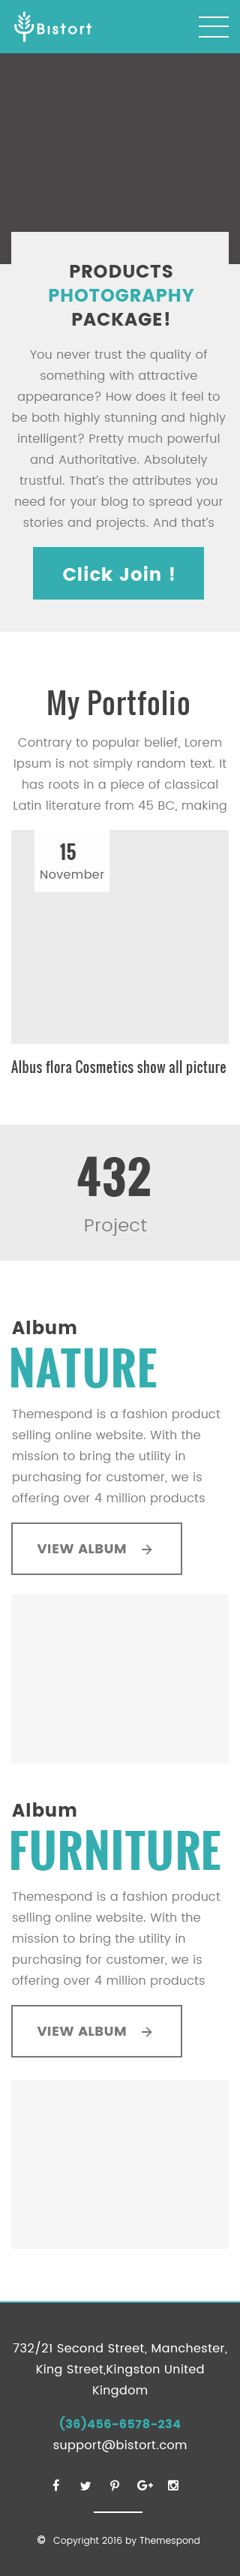 Bistort
PRODUCTS
PHOTOGRAPHY
PACKAGE!
You never trust the quality of
something with attractive
appearance? How does it feel to
be both highly stunning and highly
intelligent? Pretty much powerful
and Authoritative. Absolutely
trustful. That's the attributes you
need for your blog to spread your
stories and projects. And that's
Click Join !
My Portfolio
Contrary to popular belief, Lorem
Ipsum is not simply random text. It
has roots in a piece of classical
Latin literature from 45 BC, making
15
November
Albus flora Cosmetics show all picture
432
Project
Album
NATURE
Themespond is a fashion product
selling online website. With the
mission to bring the utility in
purchasing for customer, we is
offering over 4 million products
VIEW ALBUM →
Album
FURNITURE
Themespond is a fashion product
selling online website. With the
mission to bring the utility in
purchasing for customer, we is
offering over 4 million products
VIEW ALBUM →
732/21 Second Street, Manchester,
King Street,Kingston United
Kingdom
(36)456-6578-234
support@bistort.com
© Copyright 2016 by Themespond